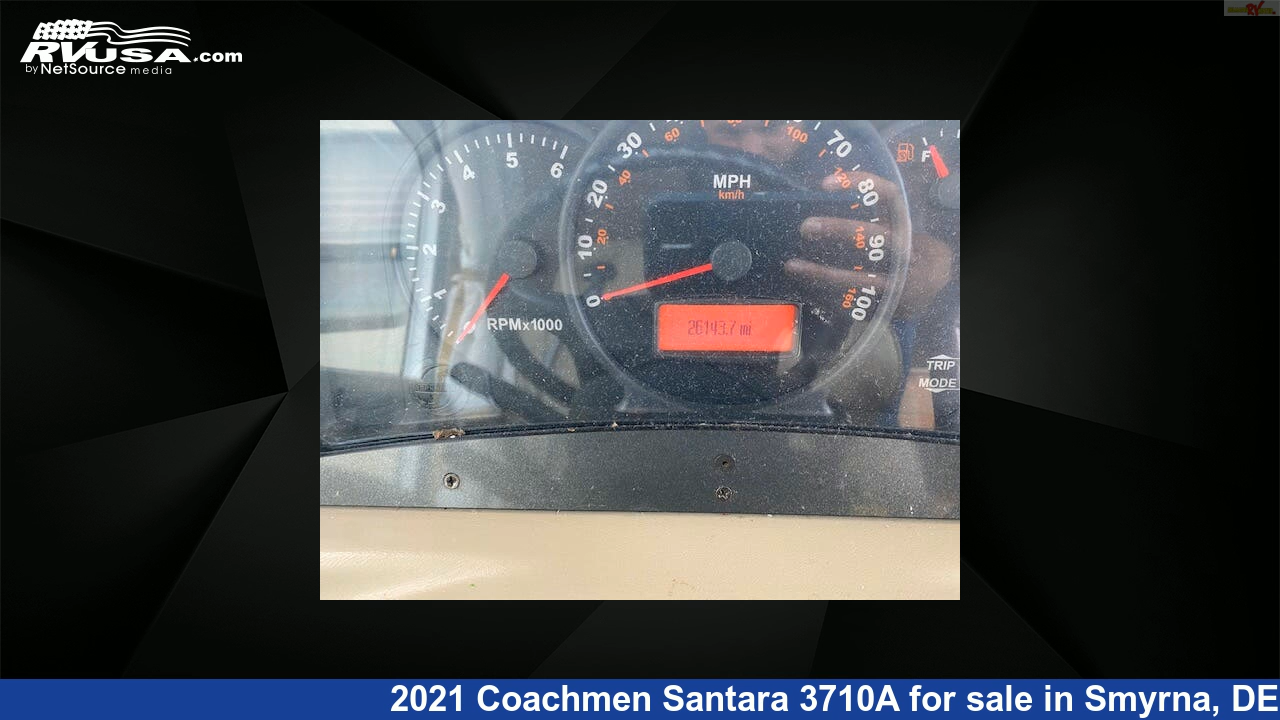 RVUSA.com
by NetSource media
30
60
100
70
5
4
6
F
MPH
km/h
120
80
20
40
3
2
10
20
140
90
1
0
0
160
100
RPMx1000
26143.7 mi
TRIP
MODE
2021 Coachmen Santara 3710A for sale in Smyrna, DE